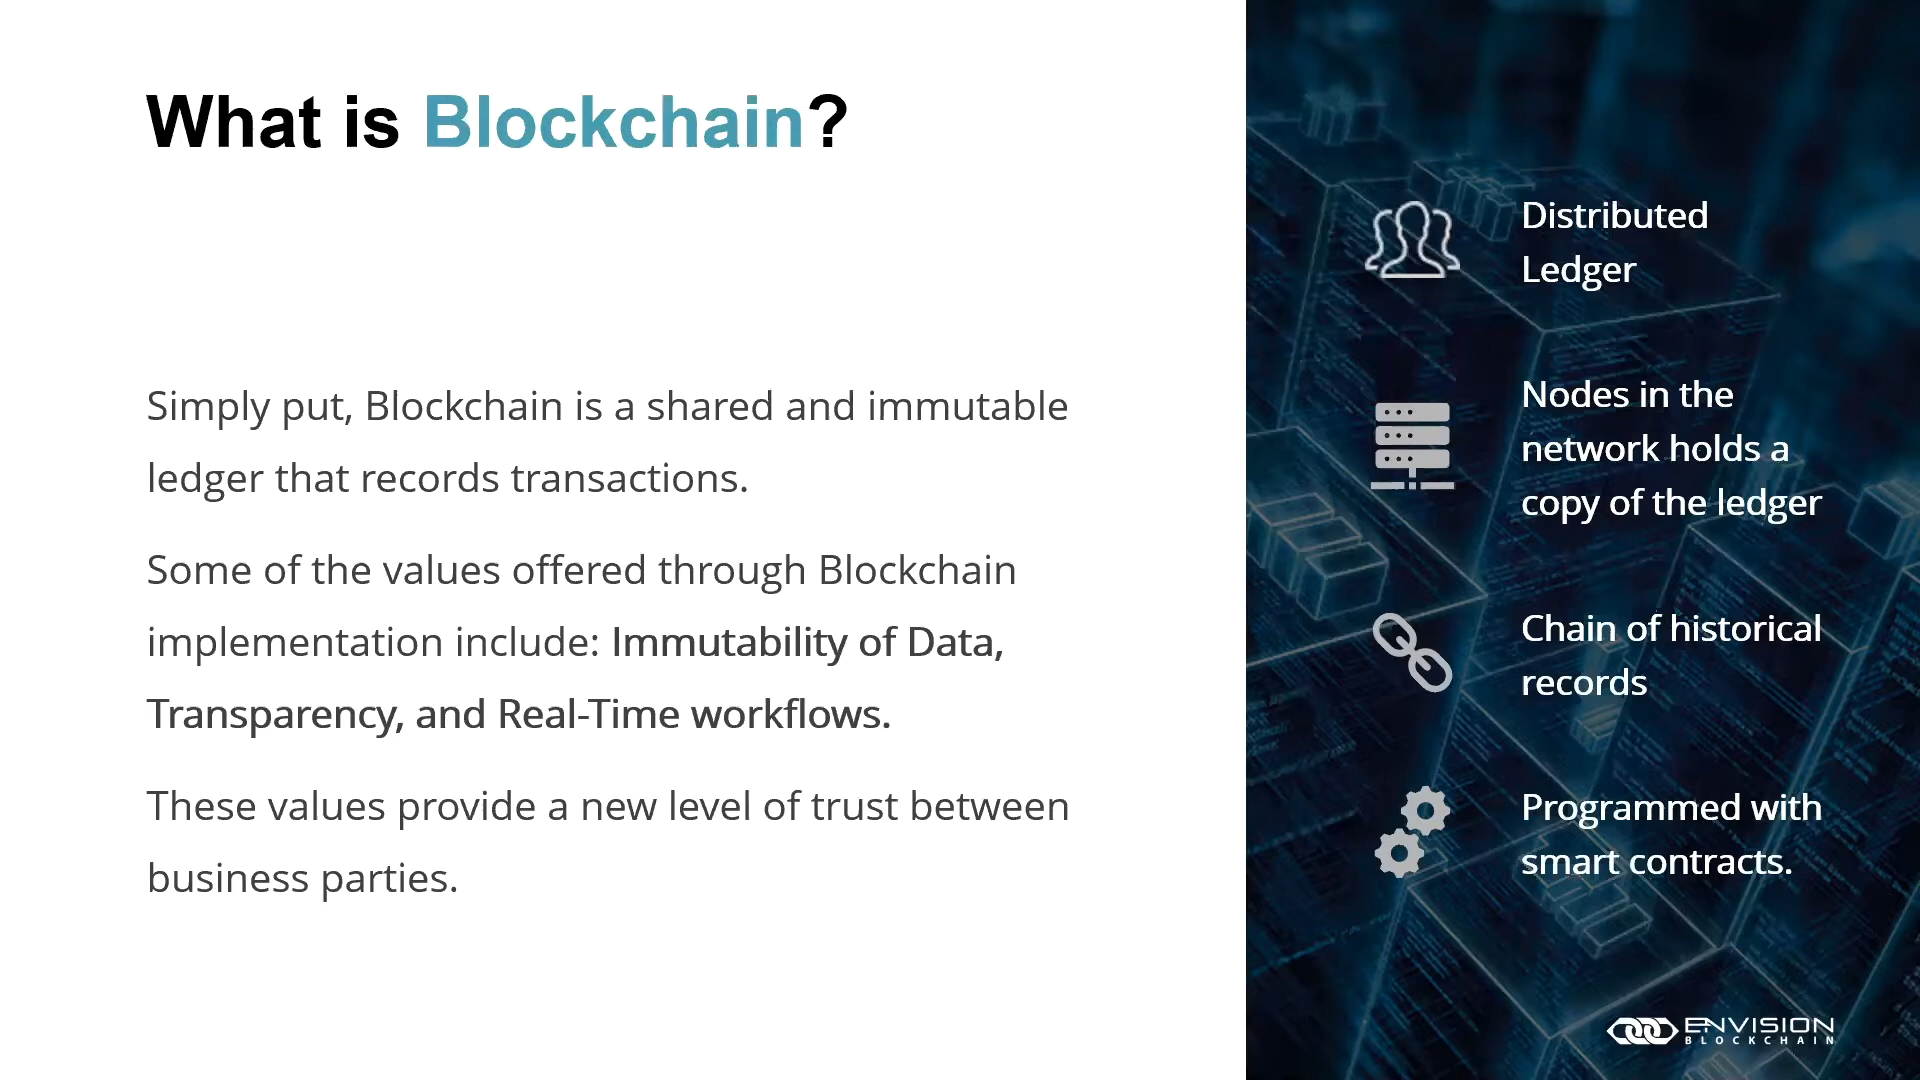 What is Blockchain?
Simply put, Blockchain is a shared and immutable
ledger that records transactions.
Some of the values offered through Blockchain
implementation include: Immutability of Data,
Transparency, and Real-Time workflows.
These values provide a new level of trust between
business parties.
Distributed
Ledger
Nodes in the
network holds a
copy of the ledger
Chain of historical
records
Programmed with
smart contracts.
ENVISION
BLOCKCHAIN